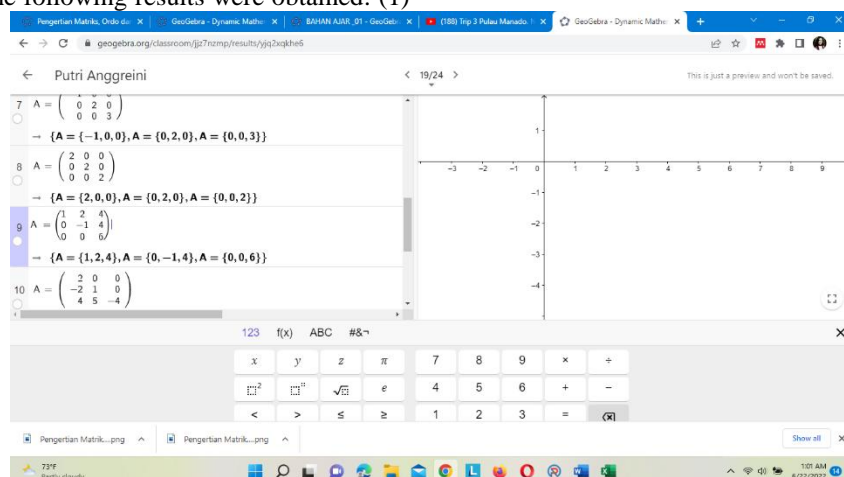 he following results were obtained: (1)
Pengertian Matriks, Ordo da GeoGebra - Dynamic Mathe BAHAN AJAR_01 - GeoGeb (188) Trip 3 Pulau Manado. GeoGebra - Dynamic Mathe
geogebra.org/classroom/jjz7nzmp/results/yjq2xqkhe6
← Putri Anggreini < 19/24 > This is just a preview and won't be saved.
7 A =
0 2 0
0 0 3
→ {A = {−1, 0, 0}, A = {0, 2, 0}, A = {0, 0, 3}}
2 0 0
8 A = 0 2 0
0 0 2
→ {A = {2, 0, 0}, A = {0, 2, 0}, A = {0, 0, 2}}
1 2 4
9 A = 0 −1 4
0 0 6
→ {A = {1, 2, 4}, A = {0, −1, 4}, A = {0, 0, 6}}
2 0 0
10 A = −2 1 0
4 5 −4
1
−3 −2 −1 0 1 2 3 4 5 6 7 8 9
−1
−2
−3
−4
123 f(x) ABC #&¬
x y z π 7 8 9 × ÷
² √ e 4 5 6 + −
< > ≤ ≥ 1 2 3 =
Pengertian Matrik....png Pengertian Matrik....png Show all
73°F 1:01 AM